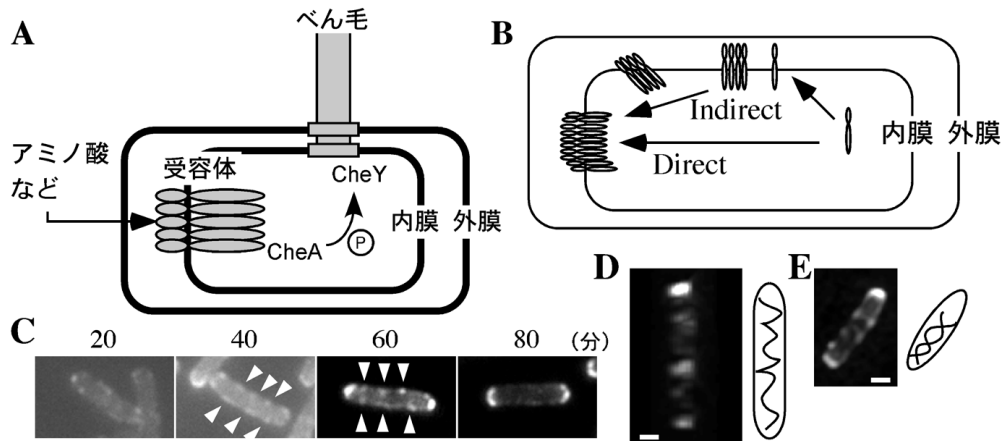 A
べん毛
アミノ酸
など
受容体
CheY
CheA
P
内膜 外膜
B
Indirect
Direct
内膜 外膜
C
20 40 60 80 (分)
D
E